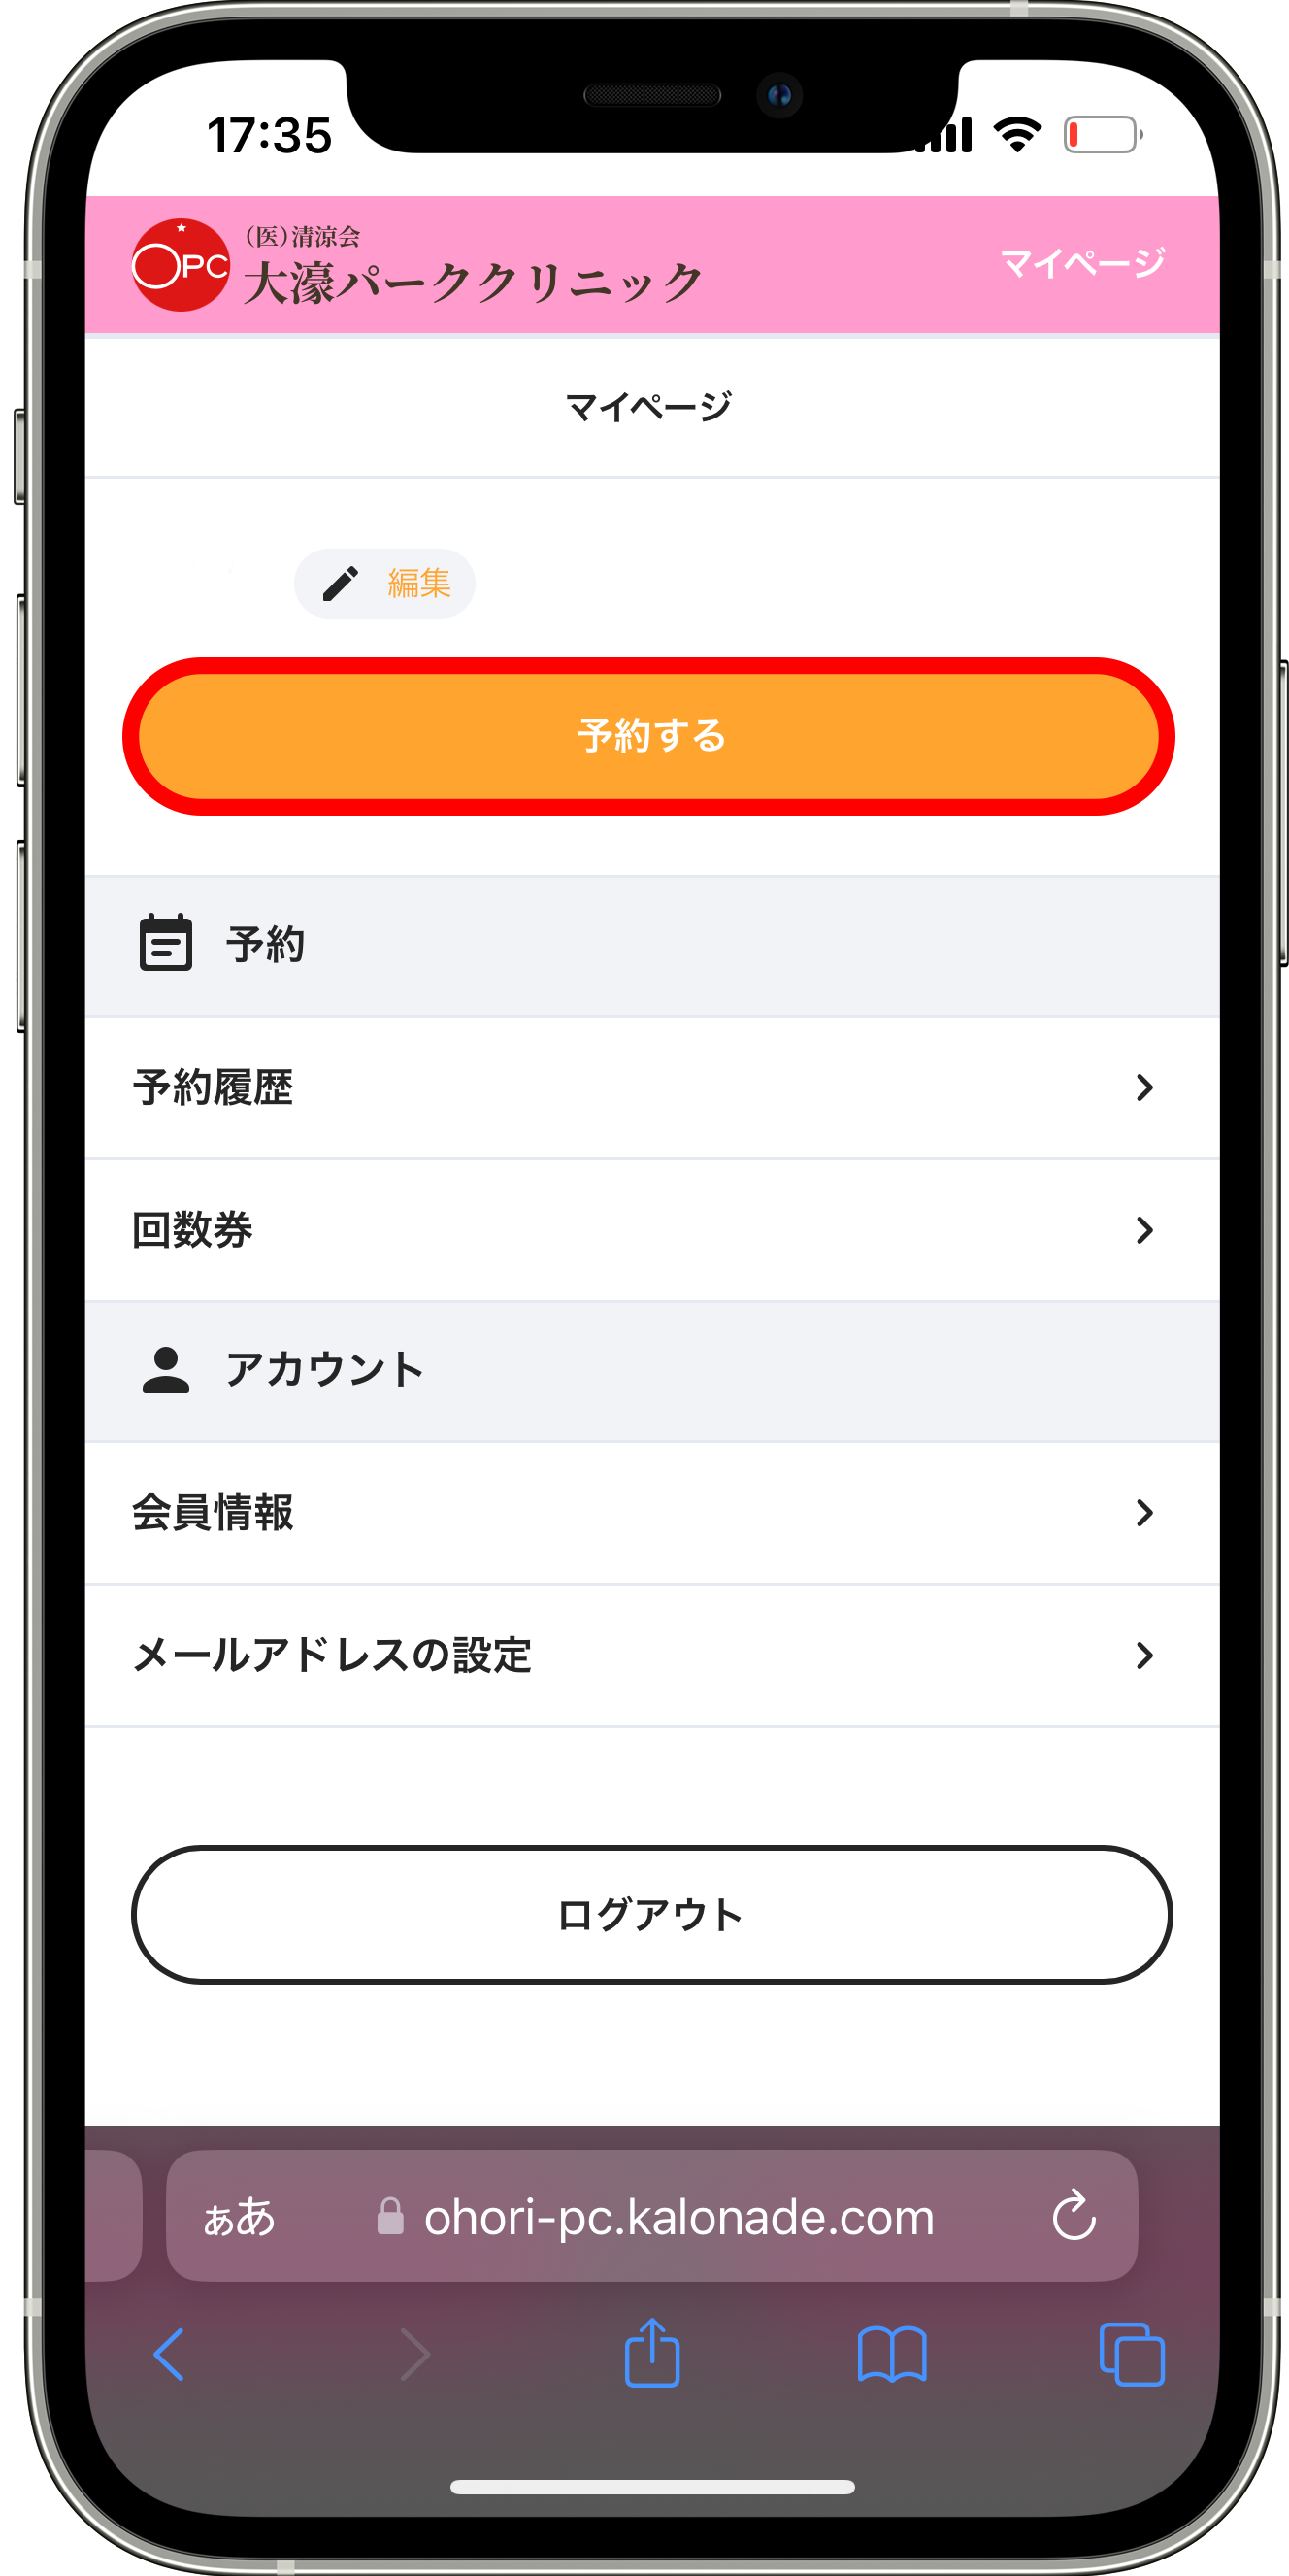 17:35
OPC
(医)清涼会
大濠パーククリニック
マイページ
マイページ
編集
予約する
予約
予約履歴
回数券
アカウント
会員情報
メールアドレスの設定
ログアウト
ぁあ
ohori-pc.kalonade.com